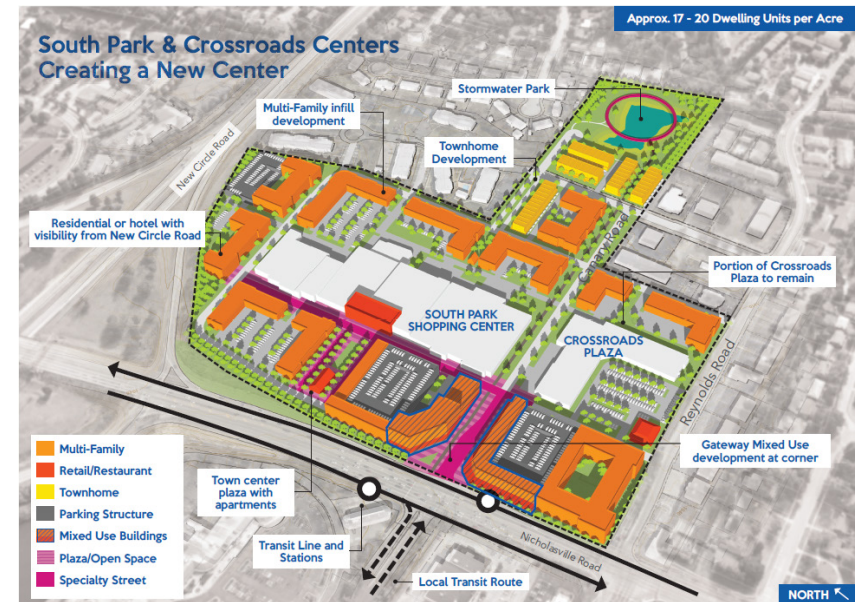 Approx. 17 - 20 Dwelling Units per Acre
South Park & Crossroads Centers
Creating a New Center
Stormwater Park
Multi-Family infill
development
Townhome
Development
New Circle Road
Residential or hotel with
visibility from New Circle Road
Canary Road
Portion of Crossroads
Plaza to remain
SOUTH PARK
SHOPPING CENTER
CROSSROADS
PLAZA
Reynolds Road
Multi-Family
Retail/Restaurant
Townhome
Parking Structure
Mixed Use Buildings
Plaza/Open Space
Specialty Street
Town center
plaza with
apartments
Gateway Mixed Use
development at corner
Transit Line and
Stations
Nicholasville Road
Local Transit Route
NORTH